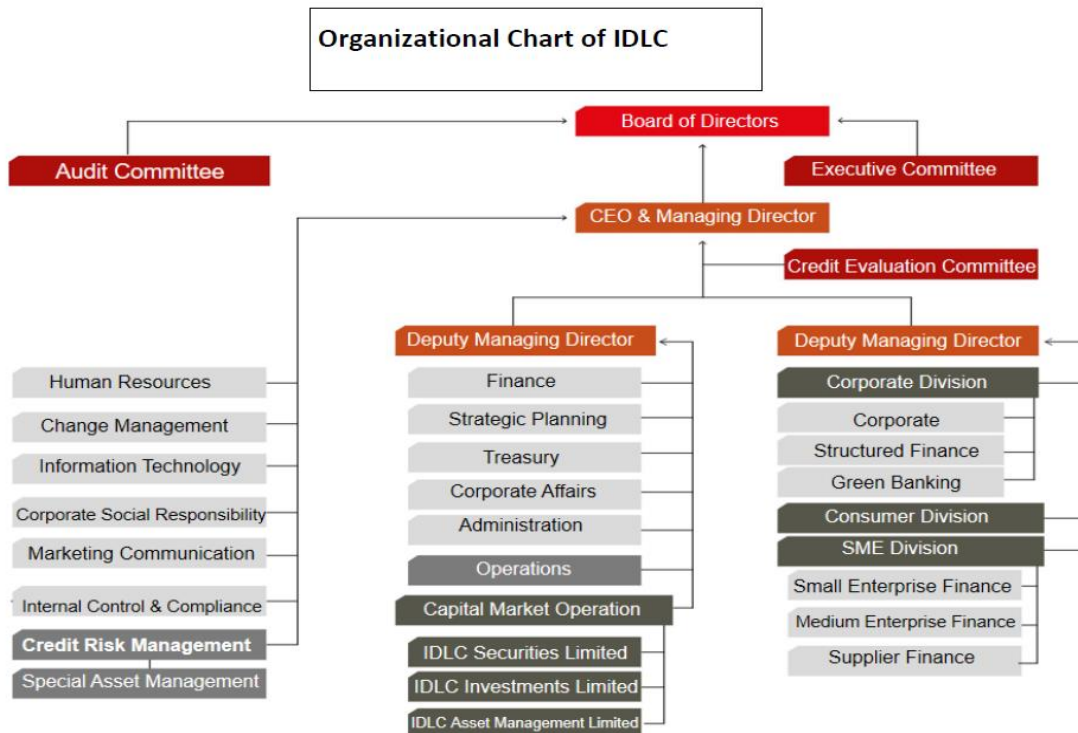 Organizational Chart of IDLC
Board of Directors
Audit Committee
Executive Committee
CEO & Managing Director
Credit Evaluation Committee
Deputy Managing Director
Deputy Managing Director
Human Resources
Change Management
Information Technology
Corporate Social Responsibility
Marketing Communication
Internal Control & Compliance
Credit Risk Management
Special Asset Management
Finance
Strategic Planning
Treasury
Corporate Affairs
Administration
Operations
Capital Market Operation
IDLC Securities Limited
IDLC Investments Limited
IDLC Asset Management Limited
Corporate Division
Corporate
Structured Finance
Green Banking
Consumer Division
SME Division
Small Enterprise Finance
Medium Enterprise Finance
Supplier Finance